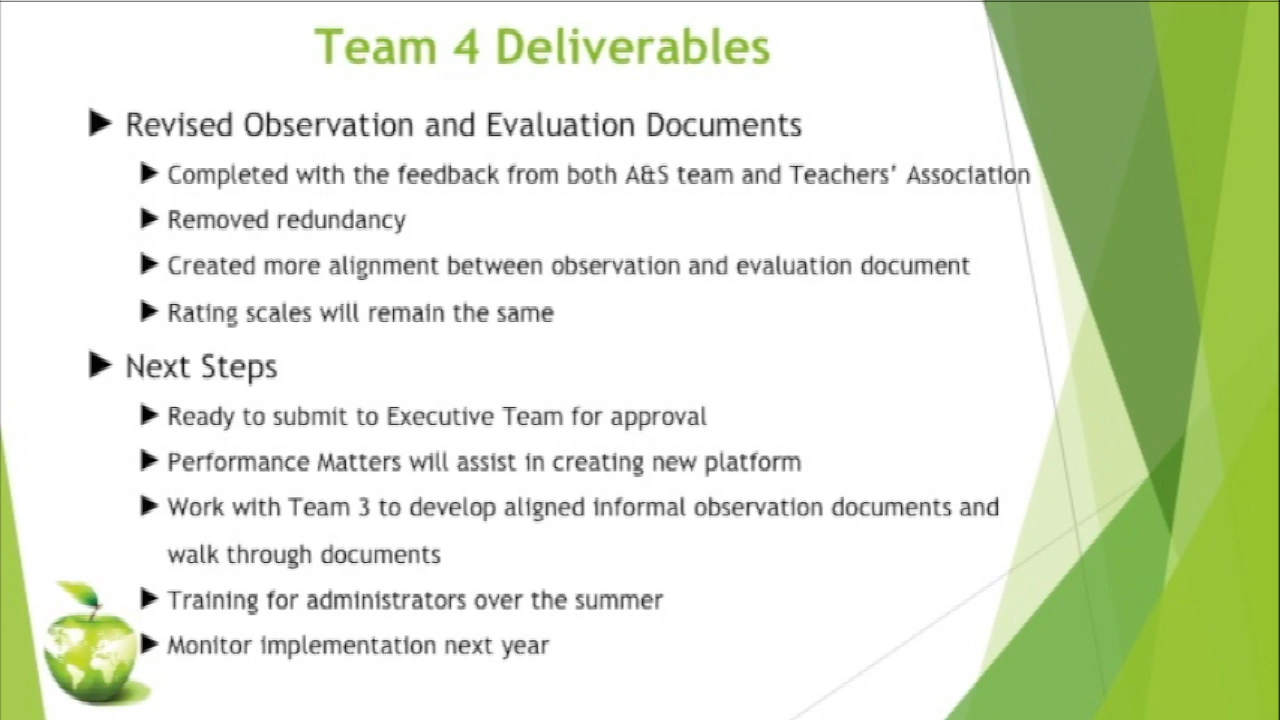 Team 4 Deliverables
Revised Observation and Evaluation Documents
Completed with the feedback from both A&S team and Teachers’ Association
Removed redundancy
Created more alignment between observation and evaluation document
Rating scales will remain the same
Next Steps
Ready to submit to Executive Team for approval
Performance Matters will assist in creating new platform
Work with Team 3 to develop aligned informal observation documents and
walk through documents
Training for administrators over the summer
Monitor implementation next year